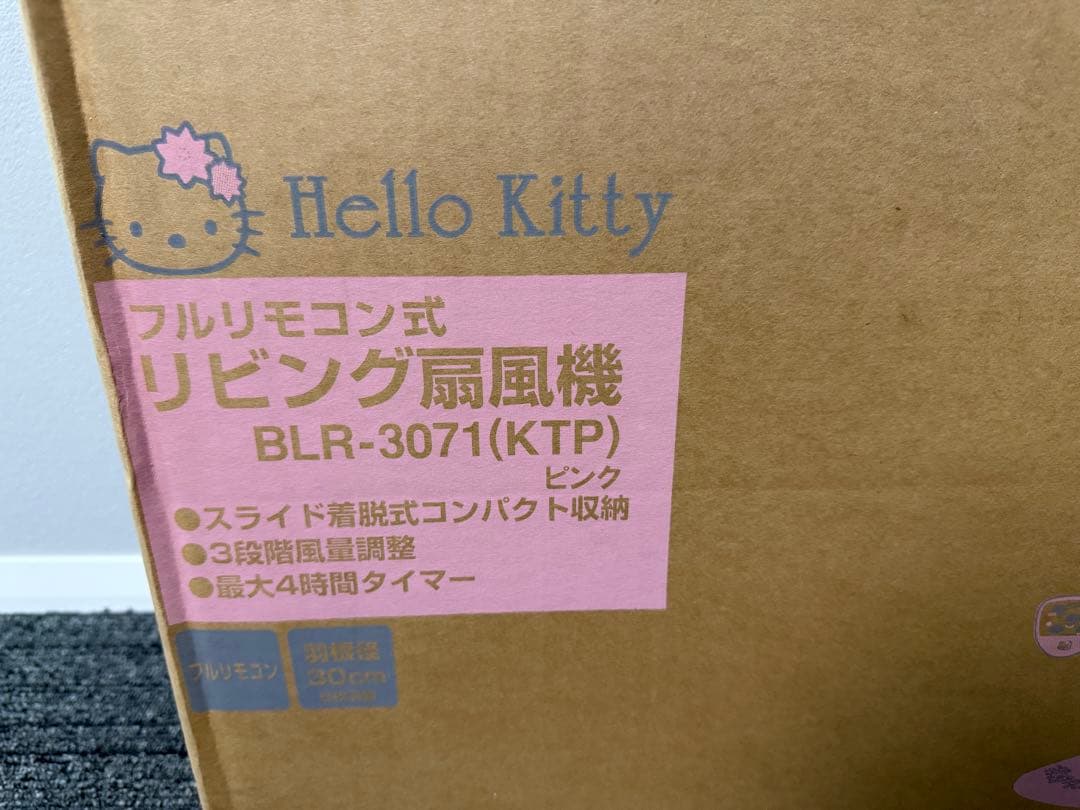 Hello Kitty
フルリモコン式
リビング扇風機
BLR-3071(KTP)
ピンク
●スライド着脱式コンパクト収納
●3段階風量調整
●最大4時間タイマー
フルリモコン
羽根径
30cm